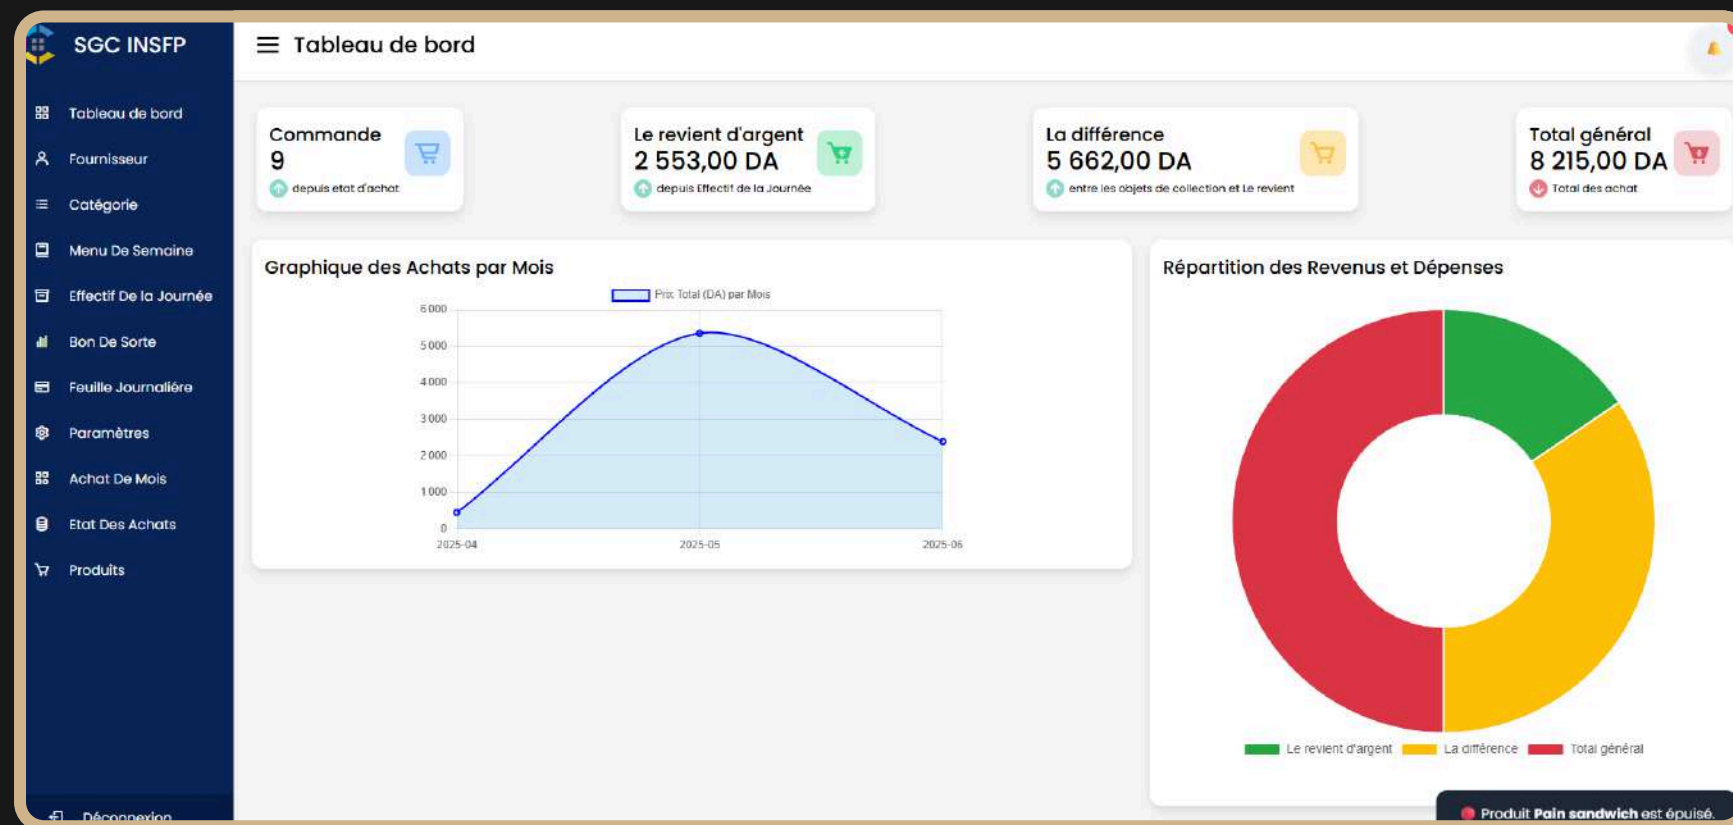 SGC INSFP
Tableau de bord
Tableau de bord
Fournisseur
Catégorie
Menu De Semaine
Effectif De la Journée
Bon De Sorte
Feuille Journalière
Paramètres
Achat De Mois
Etat Des Achats
Produits
Déconnexion
Commande
9
depuis etat d'achat
Le revient d'argent
2 553,00 DA
depuis Effectif de la Journée
La différence
5 662,00 DA
entre les objets de collection et Le revient
Total général
8 215,00 DA
Total des achat
Graphique des Achats par Mois
Prix Total (DA) par Mois
6 000
5 000
4 000
3 000
2 000
1 000
0
2025-04 2025-05 2025-06
Répartition des Revenus et Dépenses
Le revient d'argent La différence Total général
Produit Pain sandwich est épuisé.